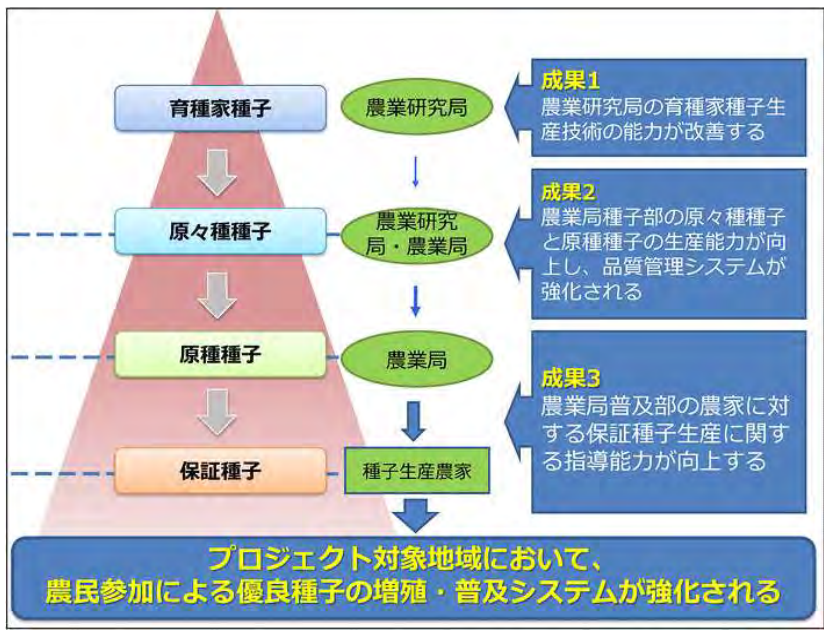 育種家種子
農業研究局
成果1
農業研究局の育種家種子生
産技術の能力が改善する
原々種種子
農業研究
局・農業局
成果2
農業局種子部の原々種種子
と原種種子の生産能力が向
上し、品質管理システムが
強化される
原種種子
農業局
成果3
農業局普及部の農家に対
する保証種子生産に関す
る指導能力が向上する
保証種子
種子生産農家
プロジェクト対象地域において、
農民参加による優良種子の増殖・普及システムが強化される